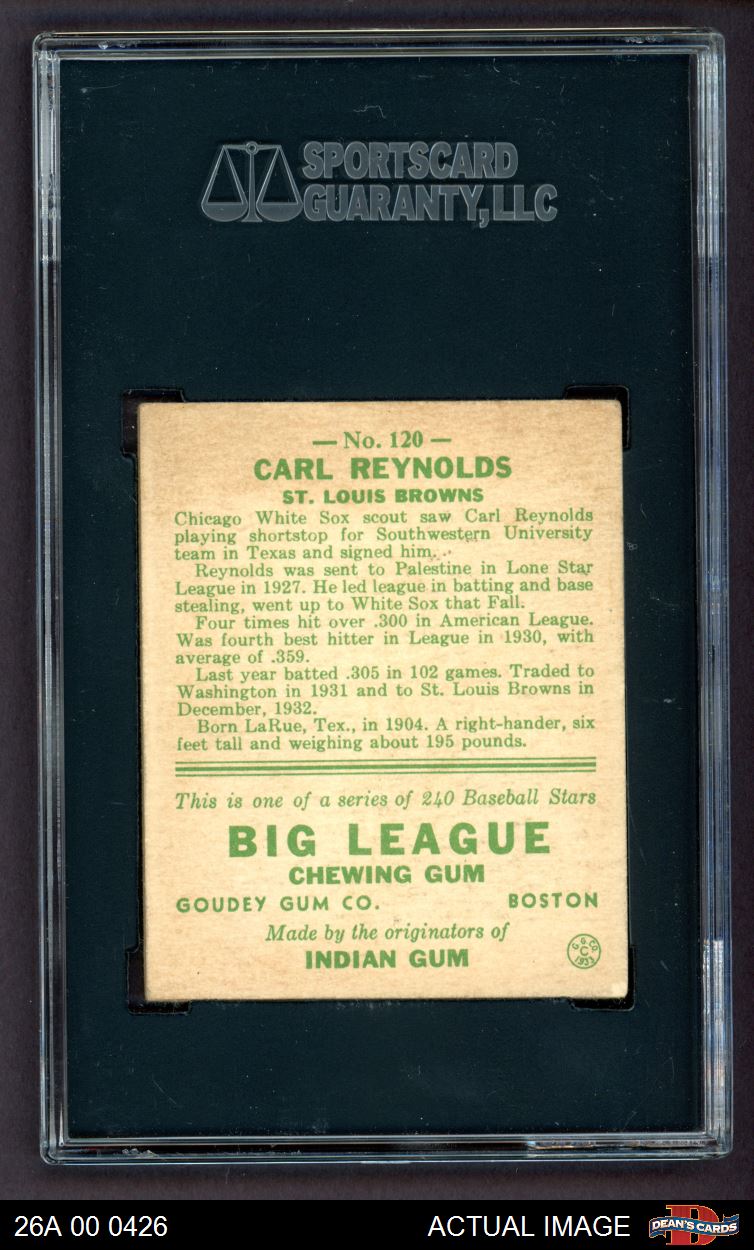 SPORTSCARD
GUARANTY, LLC
— No. 120 —
CARL REYNOLDS
ST. LOUIS BROWNS
Chicago White Sox scout saw Carl Reynolds
playing shortstop for Southwestern University
team in Texas and signed him.
Reynolds was sent to Palestine in Lone Star
League in 1927. He led league in batting and base
stealing, went up to White Sox that Fall.
Four times hit over .300 in American League.
Was fourth best hitter in League in 1930, with
average of .359.
Last year batted .305 in 102 games. Traded to
Washington in 1931 and to St. Louis Browns in
December, 1932.
Born LaRue, Tex., in 1904. A right-hander, six
feet tall and weighing about 195 pounds.
This is one of a series of 240 Baseball Stars
BIG LEAGUE
CHEWING GUM
GOUDEY GUM CO. BOSTON
Made by the originators of
INDIAN GUM
G. G. CO.
C
1933
26A 00 0426 ACTUAL IMAGE D DEAN'S CARDS